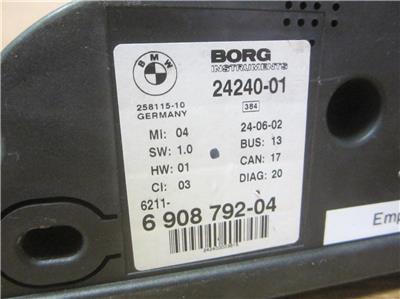 BMW
BORG
INSTRUMENTS
258115-10
GERMANY
24240-01
384
MI: 04
24-06-02
SW: 1.0
BUS: 13
HW: 01
CAN: 17
CI: 03
DIAG: 20
6211-
6 908 792-04
Emp